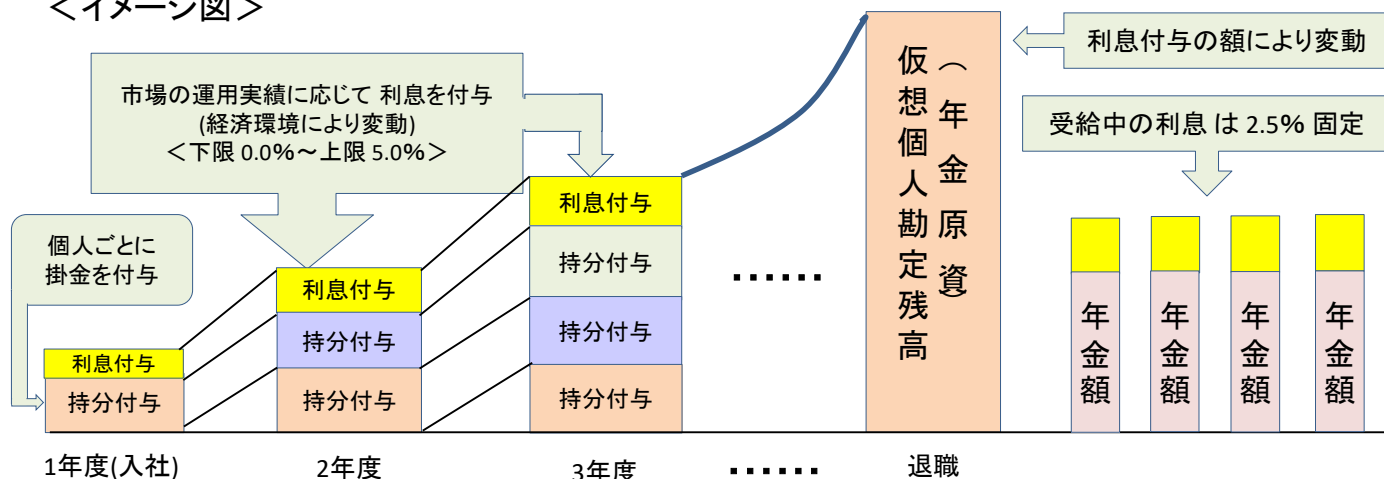 ＜イメージ図＞
市場の運用実績に応じて 利息を付与
(経済環境により変動)
＜下限 0.0%～上限 5.0%＞
利息付与の額により変動
受給中の利息 は 2.5% 固定
個人ごとに
掛金を付与
利息付与
持分付与
利息付与
持分付与
持分付与
利息付与
持分付与
持分付与
持分付与
……
仮想個人勘定残高
（年金原資）
年金額
年金額
年金額
年金額
1年度(入社)
2年度
3年度
……
退職